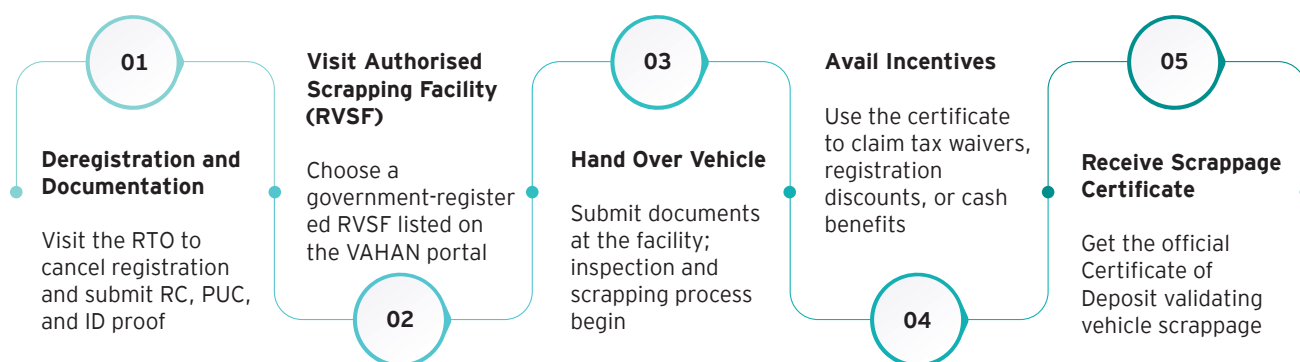 01
Deregistration and
Documentation
Visit the RTO to
cancel registration
and submit RC, PUC,
and ID proof
Visit Authorised
Scrapping Facility
(RVSF)
Choose a
government-register
ed RVSF listed on
the VAHAN portal
02
03
Hand Over Vehicle
Submit documents
at the facility;
inspection and
scrapping process
begin
Avail Incentives
Use the certificate
to claim tax waivers,
registration
discounts, or cash
benefits
04
05
Receive Scrappage
Certificate
Get the official
Certificate of
Deposit validating
vehicle scrappage